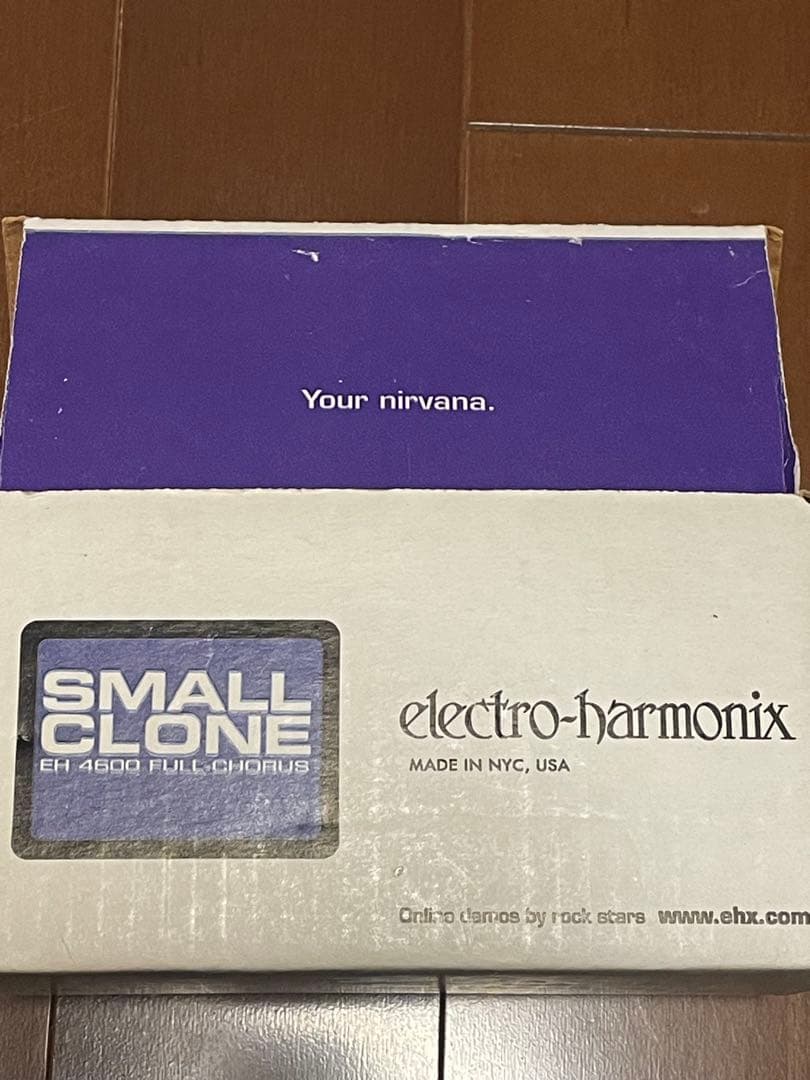 Your nirvana.
SMALL
CLONE
EH 4600 FULL-CHORUS
electro-harmonix
MADE IN NYC, USA
Online demos by rock stars www.ehx.com